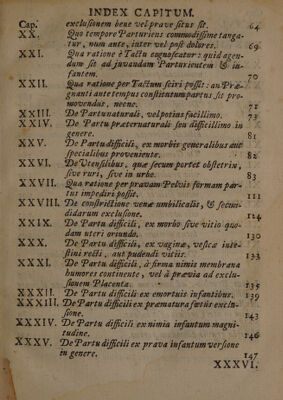 INDEX CAPITUM.
Cap. exclusionem bene vel prave situs sit. 64
XX. Quo tempore Parturiens commodissime tanga-
tur, num ante, inter vel post dolores. 69
XXI. Qua ratione è Tactu cognoscatur: quid agen-
dum sit ad juvandam Parturientem & in-
fantem. 70
XXII. Qua ratione per Tactum sciri possit: an Præ-
gnanti ante tempus constitutum partus sit pro-
movendus, necne. 71
XXIII. De Partu naturali, vel potius facillimo. 73
XXIV. De Partu præternaturali seu difficillimo in
genere. 81
XXV. De Partu difficili, ex morbis generalibus aut
specialibus proveniente. 82
XXVI. De Utensilibus, quæ secum portet obstetrix,
sive ruri, sive in urbe. 83
XXVII. Qua ratione per pravam Pelvis formam par-
tus impediri possit. 111
XXVIII. De constrictione venæ umbilicalis, & secun-
didarum exclusione. 114
XXIX. De Partu difficili, ex morbo sive vitio quo-
dam uteri oriundo. 130
XXX. De Partu difficili, ex vaginæ, vesicæ inte-
stini recti, aut pudendi vitiis. 133
XXXI. De Partu difficili, à firma nimis membrana
humores continente, vel à prævia ad exclu-
sionem Placenta. 135
XXXII. De Partu difficili ex emortuis infantibus. 139
XXXIII. De Partu difficili ex præmatura fœtûs exclu-
sione. 143
XXXIV. De Partu difficili ex nimia infantum magni-
tudine. 146
XXXV. De Partu difficili ex prava infantum versione
in genere. 147
XXXVI.